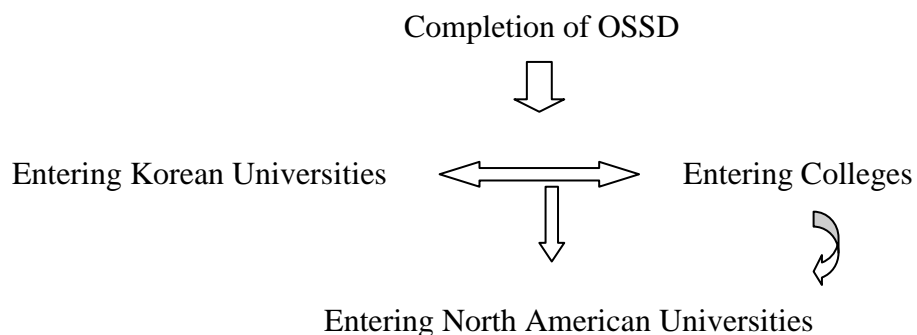 Completion of OSSD
Entering Korean Universities
Entering Colleges
Entering North American Universities